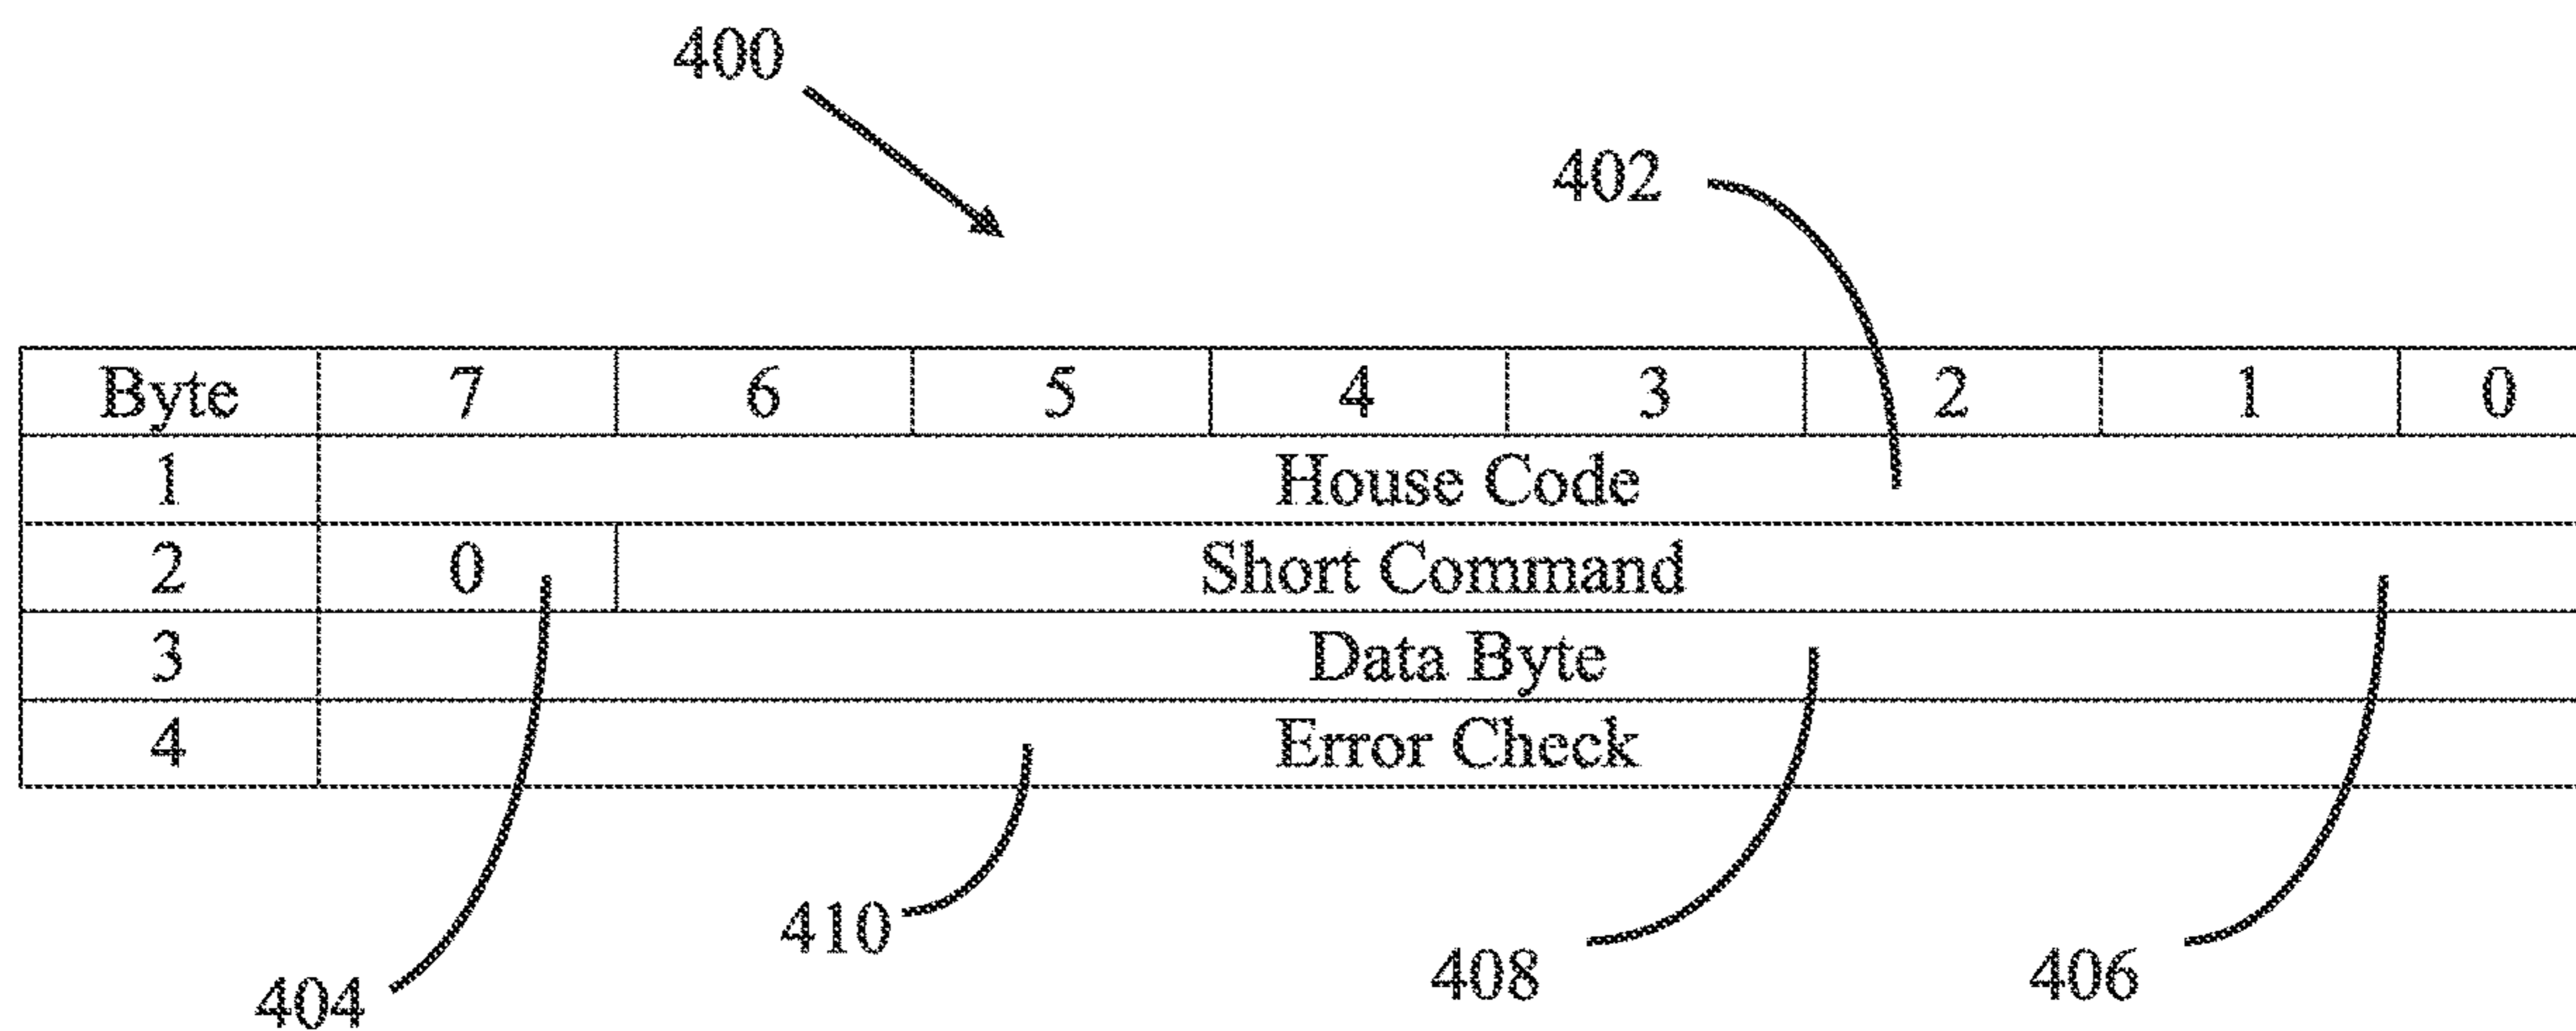 400
402
Byte 7 6 5 4 3 2 1 0
1 House Code
2 0 Short Command
3 Data Byte
4 Error Check
410
408
406
404